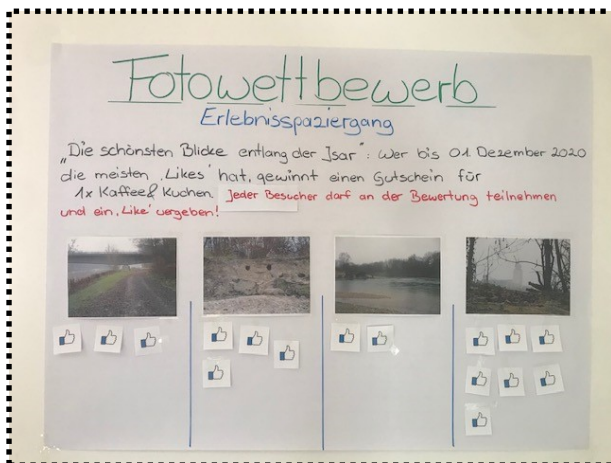 Fotowettbewerb
Erlebnisspaziergang
„Die schönsten Blicke entlang der Isar“: Wer bis 01. Dezember 2020
die meisten ‚Likes‘ hat, gewinnt einen Gutschein für
1x Kaffee & Kuchen. Jeder Besucher darf an der Bewertung teilnehmen
und ein ‚Like‘ vergeben!